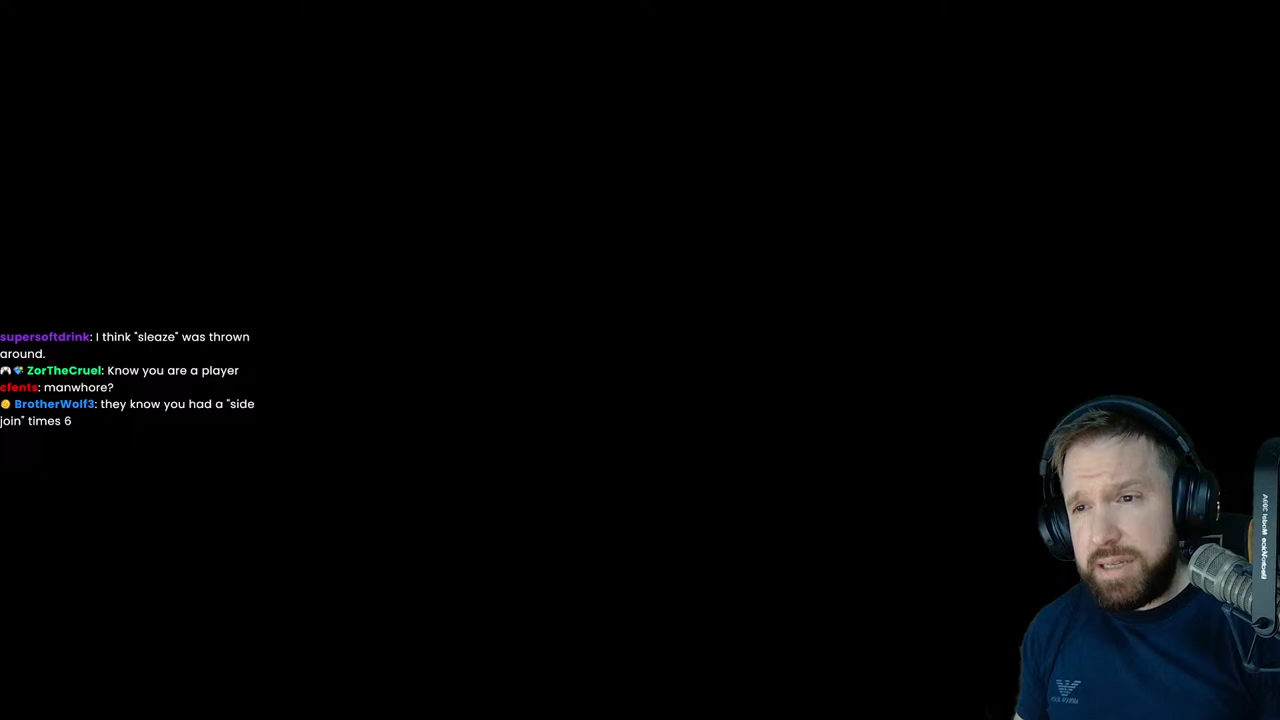 supersoftdrink: I think "sleaze" was thrown
around.
ZorTheCruel: Know you are a player
cfents: manwhore?
BrotherWolf3: they know you had a "side
join" times 6